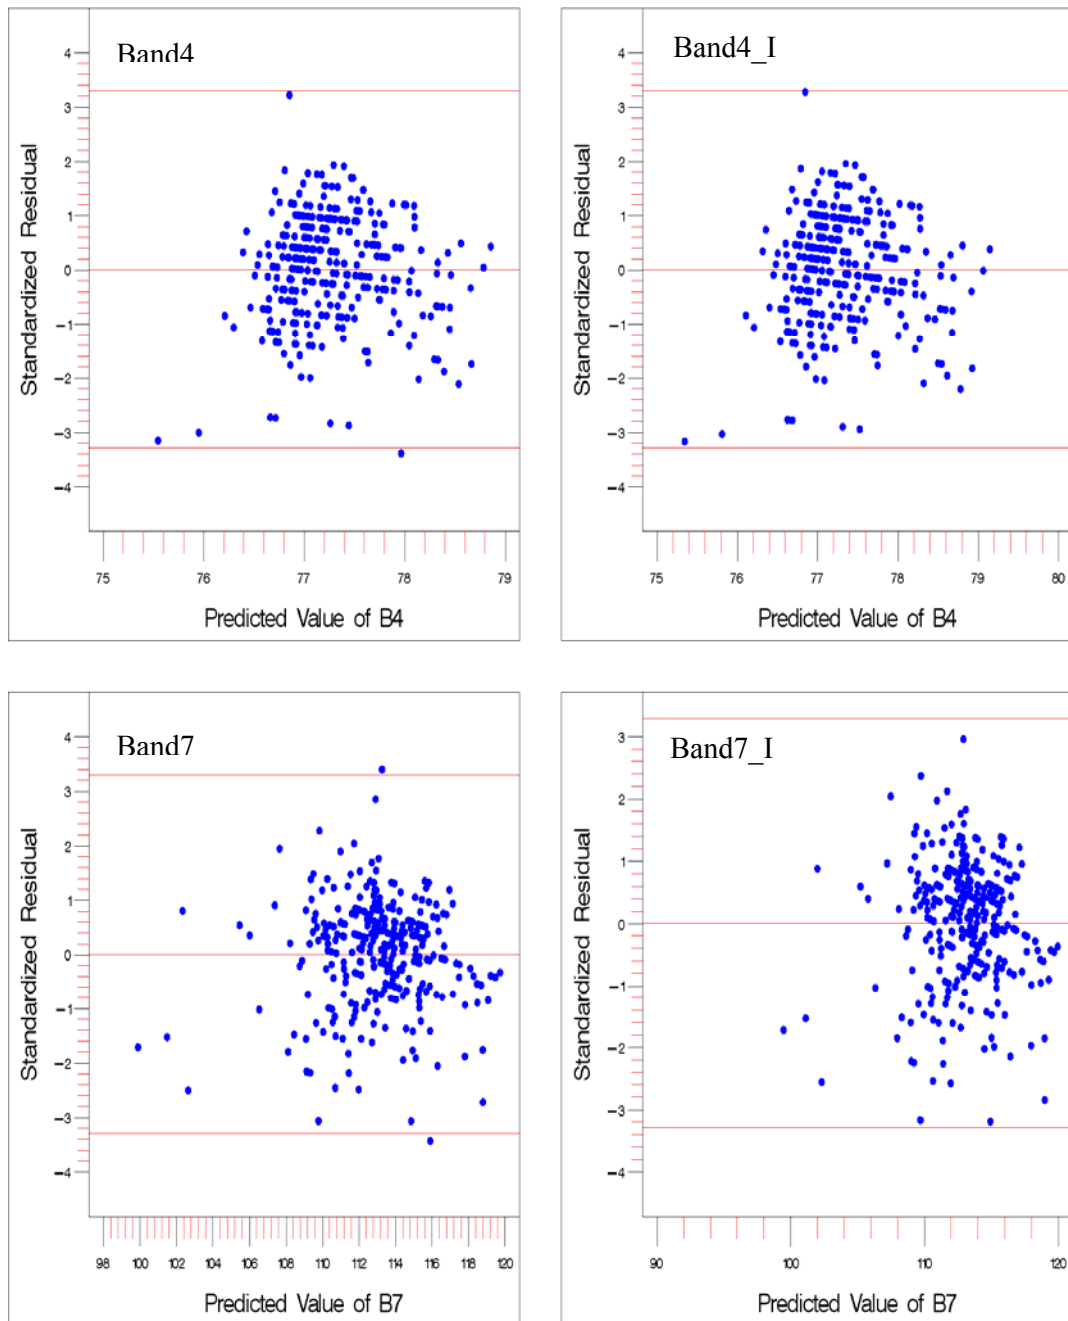 Band4
4
3
2
1
0
−1
−2
−3
−4
Standardized Residual
75 76 77 78 79
Predicted Value of B4
Band4_I
4
3
2
1
0
−1
−2
−3
−4
Standardized Residual
75 76 77 78 79 80
Predicted Value of B4
Band7
4
3
2
1
0
−1
−2
−3
−4
Standardized Residual
98 100 102 104 106 108 110 112 114 116 118 120
Predicted Value of B7
Band7_I
3
2
1
0
−1
−2
−3
−4
Standardized Residual
90 100 110 120
Predicted Value of B7